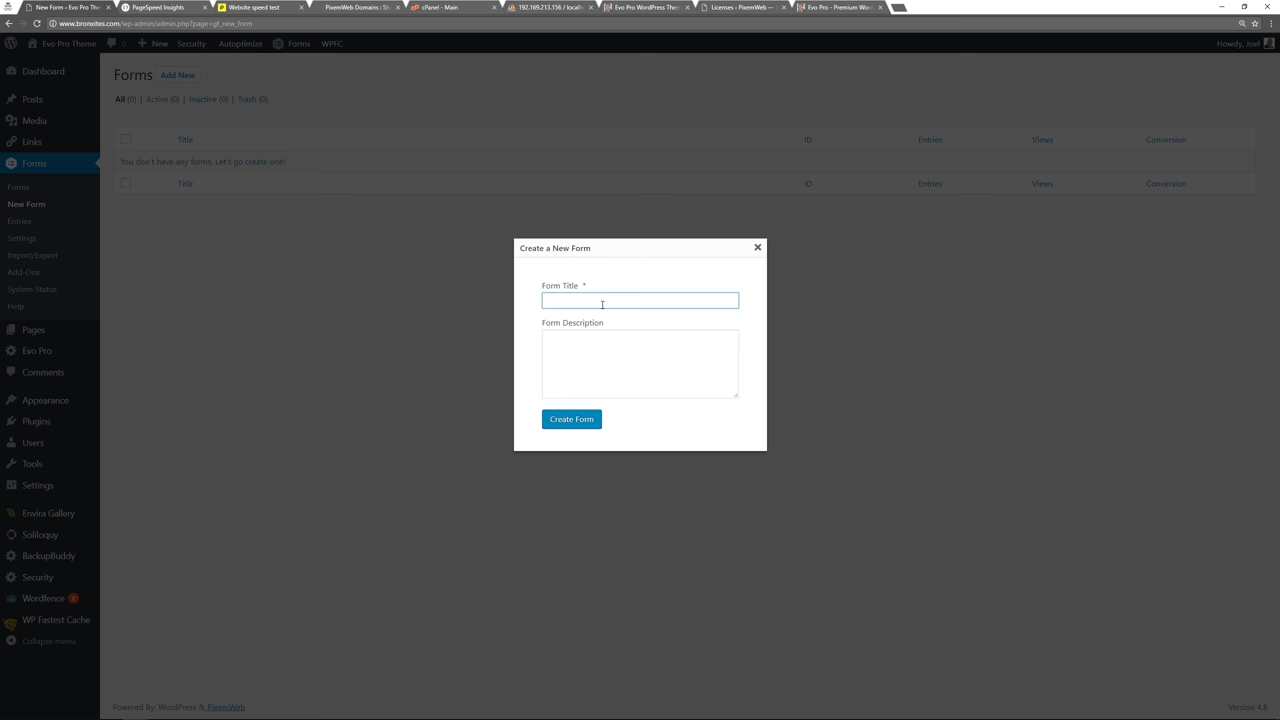 New Form ‹ Evo Pro The
PageSpeed Insights
Website speed test
PixemWeb Domains : Sk
cPanel - Main
192.169.213.156 / locals
Evo Pro WordPress Them
Licenses ‹ PixemWeb —
Evo Pro - Premium Word
www.bronxites.com/wp-admin/admin.php?page=gf_new_form
Evo Pro Theme 0 New Security Autoptimize Forms WPFC Howdy, Joel
Dashboard
Posts
Media
Links
Forms
Forms
New Form
Entries
Settings
Import/Export
Add-Ons
System Status
Help
Pages
Evo Pro
Comments
Appearance
Plugins
Users
Tools
Settings
Envira Gallery
Soliloquy
BackupBuddy
Security
Wordfence
WP Fastest Cache
Collapse menu
Forms Add New
All (0) | Active (0) | Inactive (0) | Trash (0)
Title ID Entries Views Conversion
You don't have any forms. Let's go create one!
Title ID Entries Views Conversion
Create a New Form
Form Title *
Form Description
Create Form
Powered By: WordPress & PixemWeb
Version 4.8